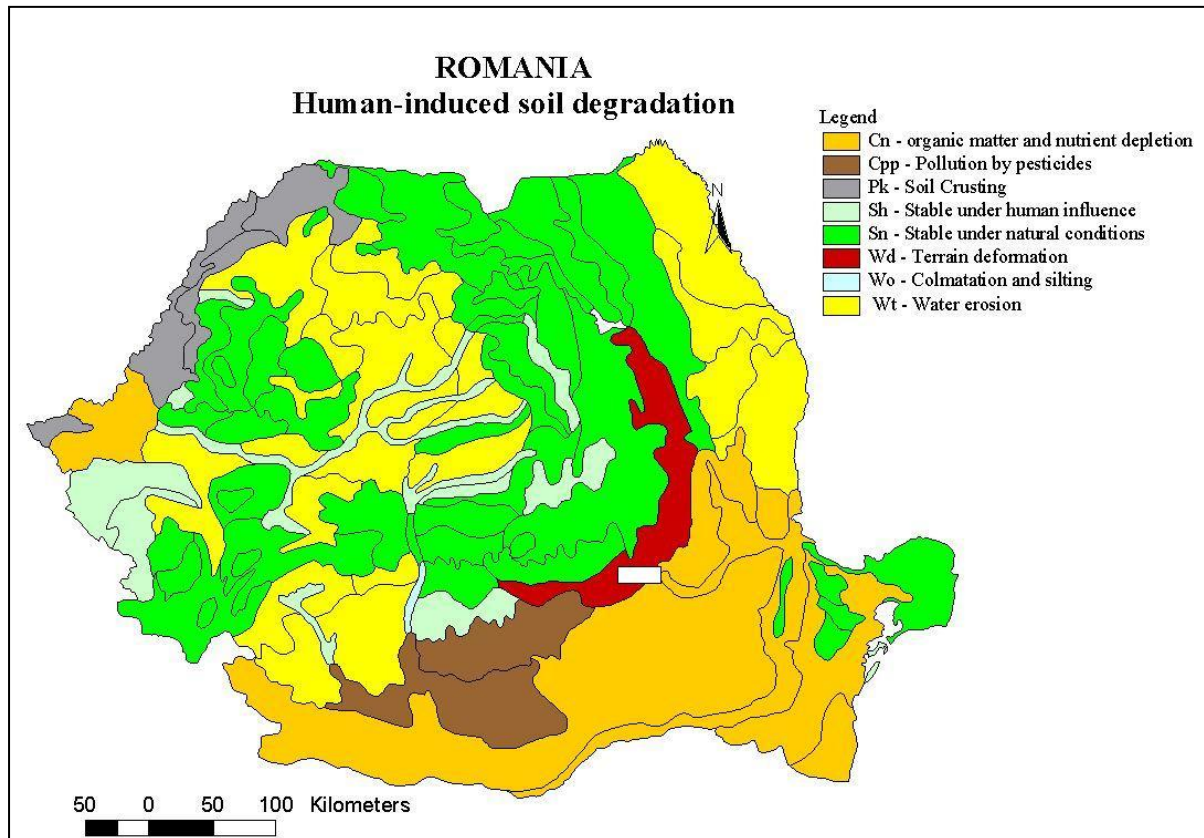 ROMANIA
Human-induced soil degradation
Legend
Cn - organic matter and nutrient depletion
Cpp - Pollution by pesticides
Pk - Soil Crusting
Sh - Stable under human influence
Sn - Stable under natural conditions
Wd - Terrain deformation
Wo - Colmatation and silting
Wt - Water erosion
N
50 0 50 100 Kilometers